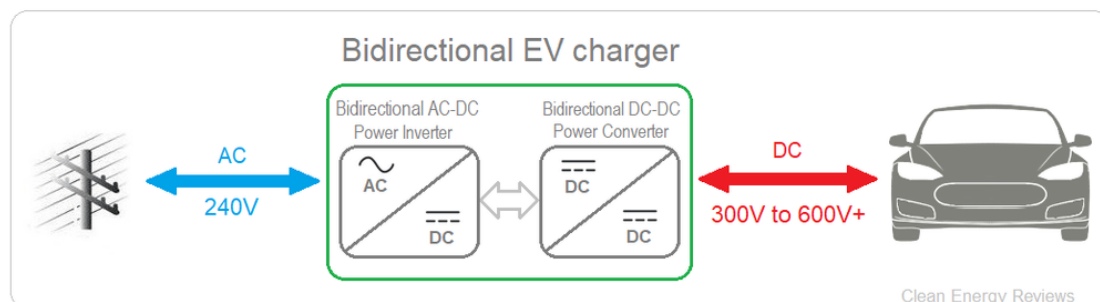 Bidirectional EV charger
Bidirectional AC-DC
Power Inverter
Bidirectional DC-DC
Power Converter
AC
240V
AC
DC
DC
DC
DC
300V to 600V+
Clean Energy Reviews